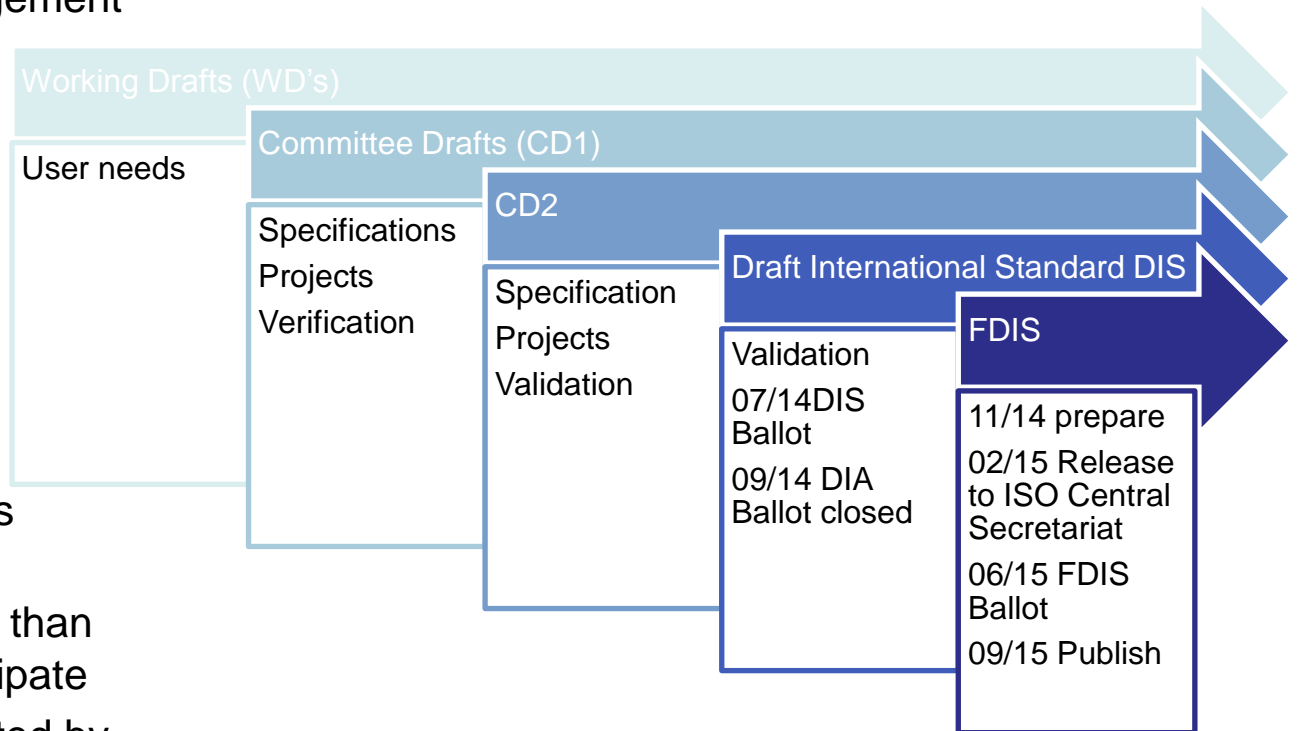 gement
Working Drafts (WD's)
User needs
Committee Drafts (CD1)
Specifications
Projects
Verification
CD2
Specification
Projects
Validation
Draft International Standard DIS
Validation
07/14DIS
Ballot
09/14 DIA
Ballot closed
FDIS
11/14 prepare
02/15 Release
to ISO Central
Secretariat
06/15 FDIS
Ballot
09/15 Publish
s
than
ipate